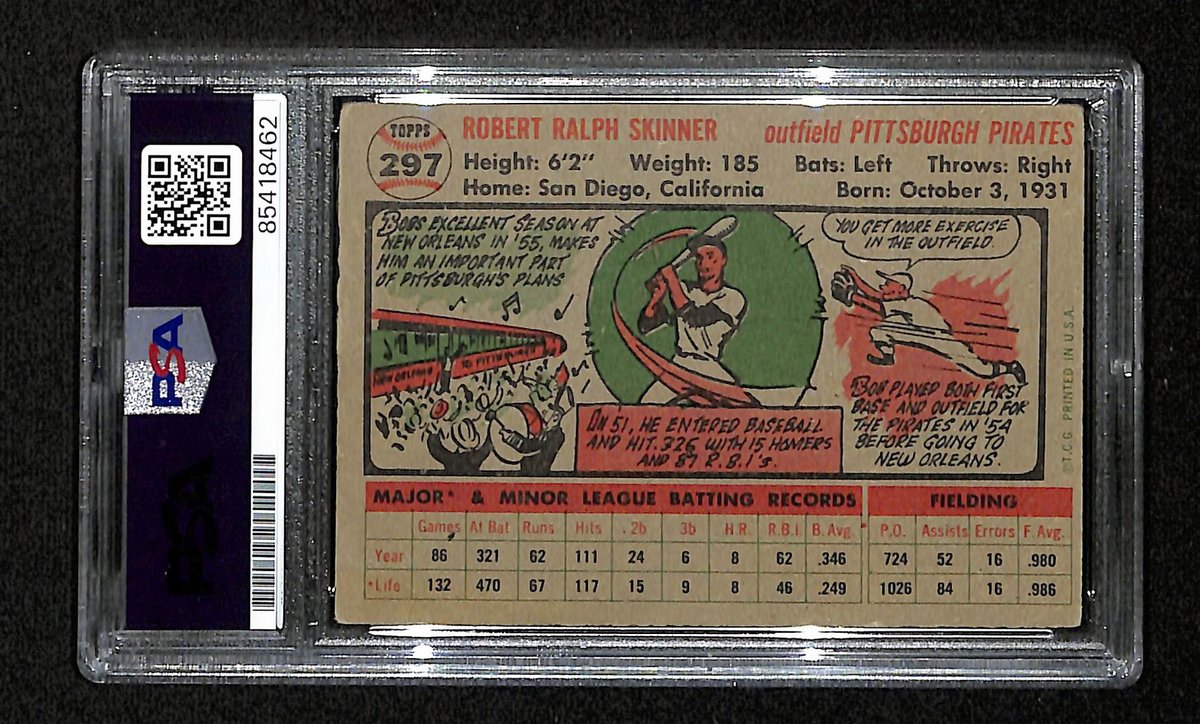 85418462
PSA
PSA
TOPPS
297
ROBERT RALPH SKINNER outfield PITTSBURGH PIRATES
Height: 6'2" Weight: 185 Bats: Left Throws: Right
Home: San Diego, California Born: October 3, 1931
BOBS EXCELLENT SEASON AT
NEW ORLEANS IN '55, MAKES
HIM AN IMPORTANT PART
OF PITTSBURGH'S PLANS
NEW ORLEANS TO PITTSBURGH
IN 51, HE ENTERED BASEBALL
AND HIT .326 WITH 15 HOMERS
AND 87 R.B.I's.
YOU GET MORE EXERCISE
IN THE OUTFIELD.
BOB PLAYED BOTH FIRST
BASE AND OUTFIELD FOR
THE PIRATES IN '54
BEFORE GOING TO
NEW ORLEANS.
©T.C.G. PRINTED IN U.S.A.
MAJOR* & MINOR LEAGUE BATTING RECORDS FIELDING
Games At Bat Runs Hits 2b 3b H.R R.B.I. B. Avg. P.O. Assists Errors F. Avg.
Year 86 321 62 111 24 6 8 62 .346 724 52 16 .980
*Life 132 470 67 117 15 9 8 46 .249 1026 84 16 .986